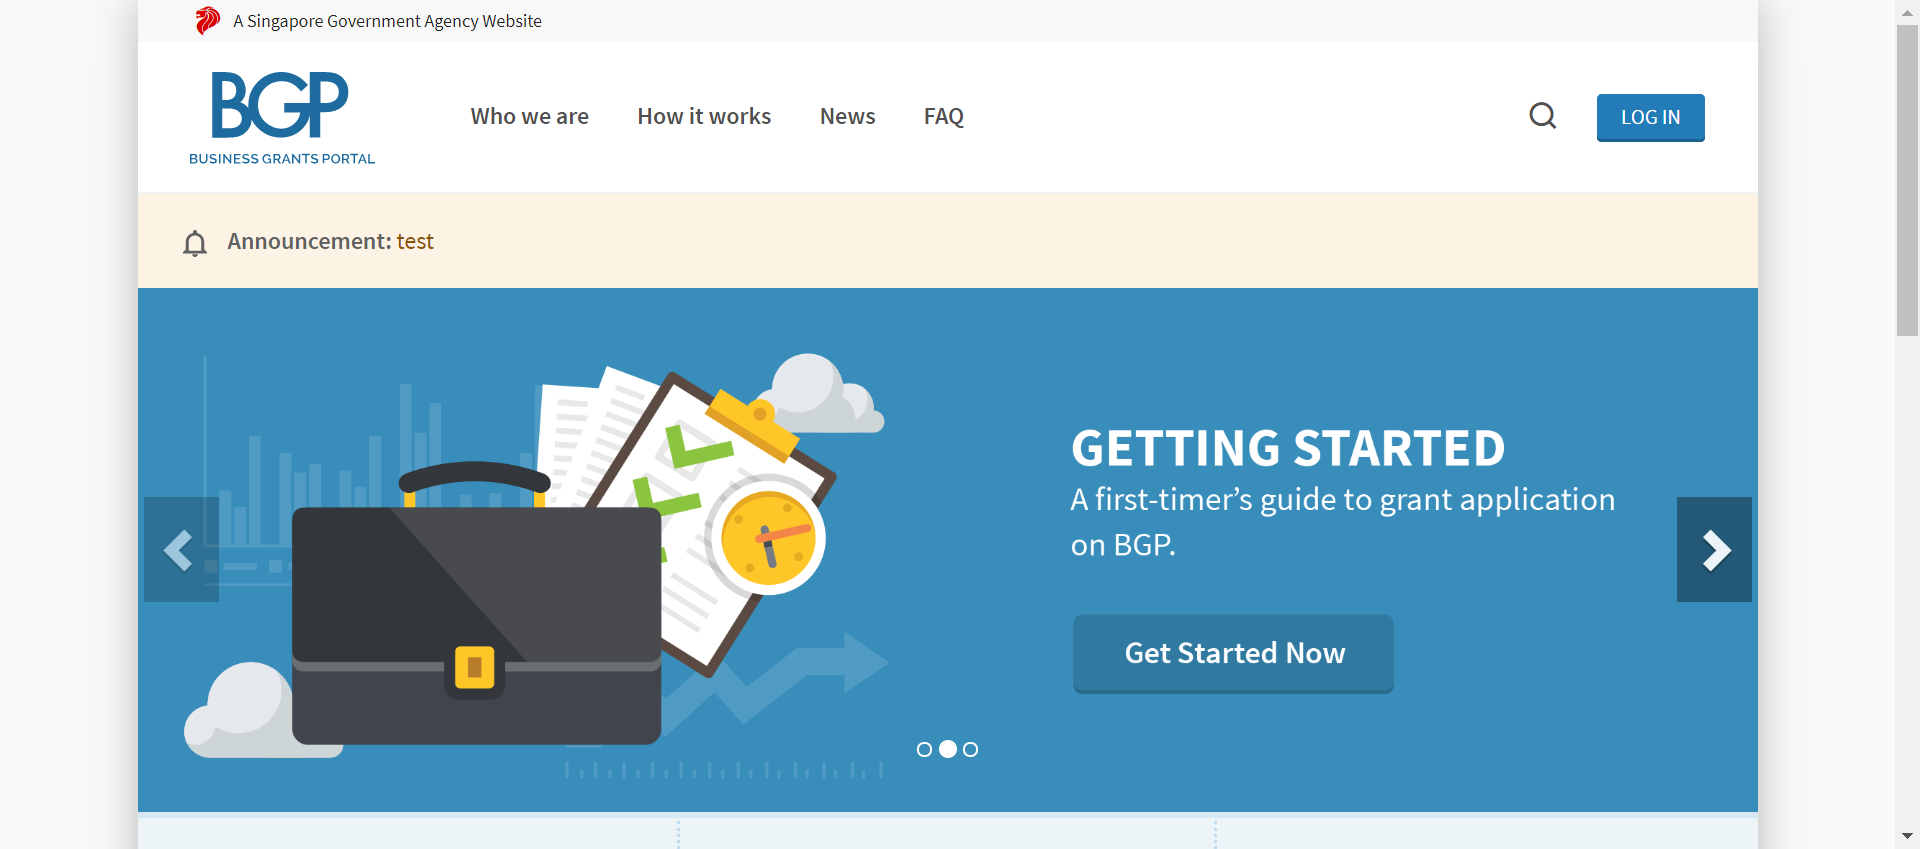 A Singapore Government Agency Website
BGP
BUSINESS GRANTS PORTAL
Who we are
How it works
News
FAQ
LOG IN
Announcement: test
GETTING STARTED
A first-timer’s guide to grant application
on BGP.
Get Started Now